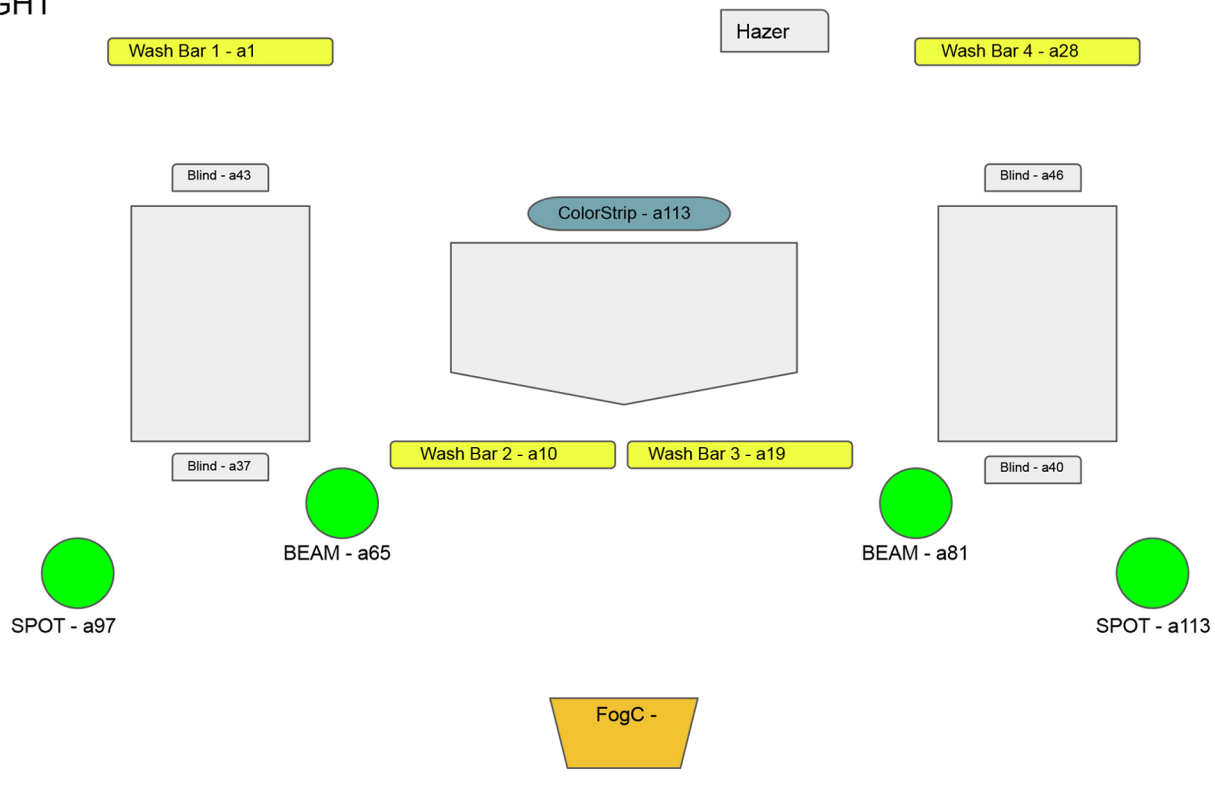 GHT
Hazer
Wash Bar 1 - a1
Wash Bar 4 - a28
Blind - a43
Blind - a46
ColorStrip - a113
Wash Bar 2 - a10
Wash Bar 3 - a19
Blind - a37
Blind - a40
BEAM - a65
BEAM - a81
SPOT - a97
SPOT - a113
FogC -